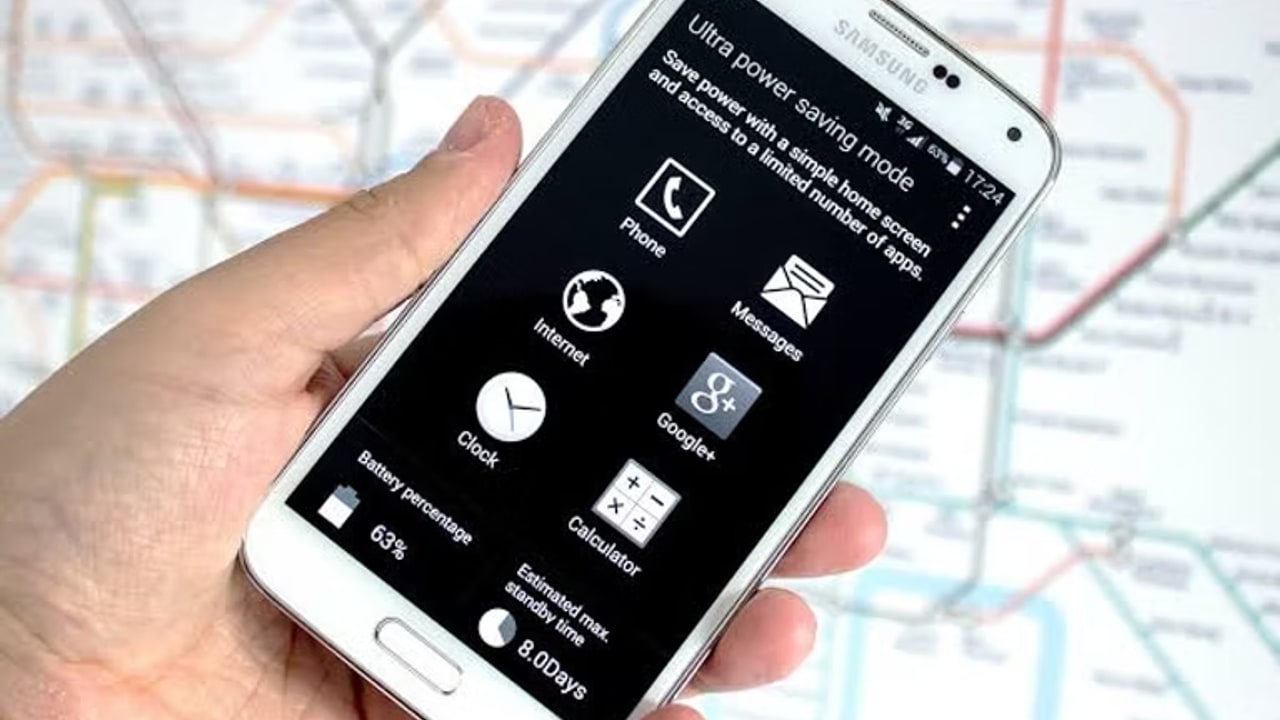 SAMSUNG
3G 63% 17:24
Ultra power saving mode
Save power with a simple home screen
and access to a limited number of apps.
Phone
Messages
Internet
g+
Google+
Clock
Calculator
Battery percentage
63%
Estimated max.
standby time
8.0Days